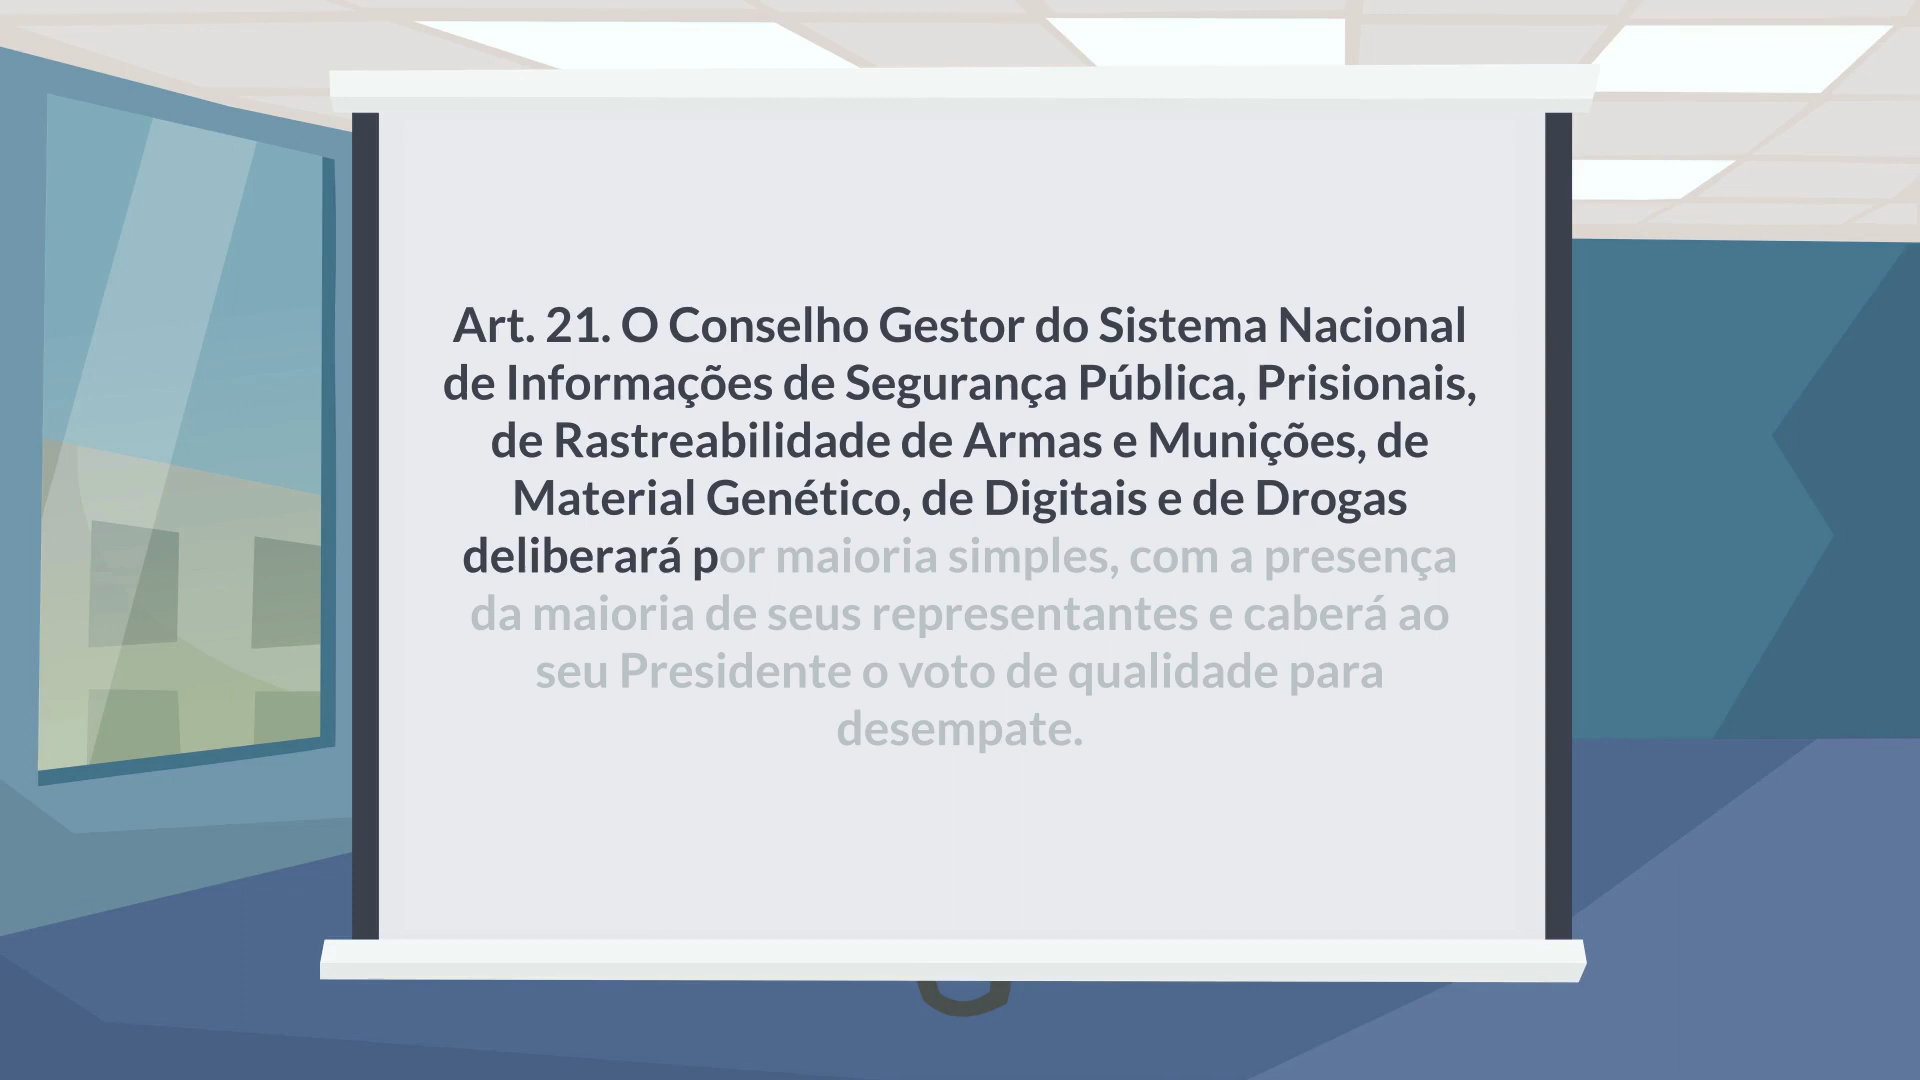 Art. 21. O Conselho Gestor do Sistema Nacional
de Informações de Segurança Pública, Prisionais,
de Rastreabilidade de Armas e Munições, de
Material Genético, de Digitais e de Drogas
deliberará por maioria simples, com a presença
da maioria de seus representantes e caberá ao
seu Presidente o voto de qualidade para
desempate.